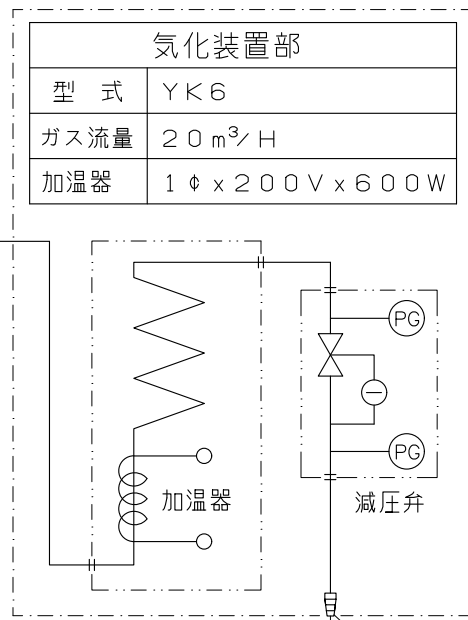 気化装置部
型 式 YK6
ガス流量 20m³/H
加温器 1φx200Vx600W
PG
PG
加温器
減圧弁